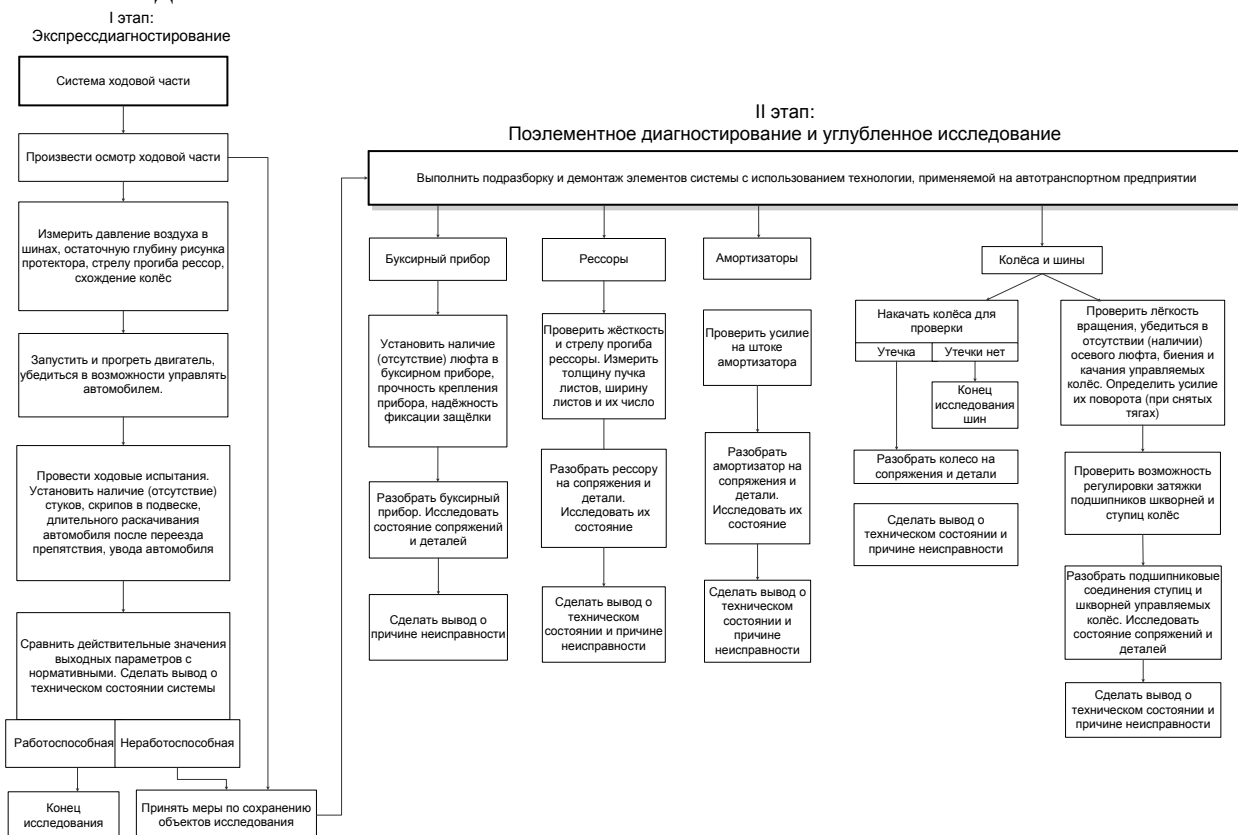 I этап:
Экспрессдиагностирование
Система ходовой части
Произвести осмотр ходовой части
Измерить давление воздуха в
шинах, остаточную глубину рисунка
протектора, стрелу прогиба рессор,
схождение колёс
Запустить и прогреть двигатель,
убедиться в возможности управлять
автомобилем.
Провести ходовые испытания.
Установить наличие (отсутствие)
стуков, скрипов в подвеске,
длительного раскачивания
автомобиля после переезда
препятствия, увода автомобиля
Сравнить действительные значения
выходных параметров с
нормативными. Сделать вывод о
техническом состоянии системы
Работоспособная
Неработоспособная
Конец
исследования
Принять меры по сохранению
объектов исследования
II этап:
Поэлементное диагностирование и углубленное исследование
Выполнить подразборку и демонтаж элементов системы с использованием технологии, применяемой на автотранспортном предприятии
Буксирный прибор
Установить наличие
(отсутствие) люфта в
буксирном приборе,
прочность крепления
прибора, надёжность
фиксации защёлки
Разобрать буксирный
прибор. Исследовать
состояние сопряжений
и деталей
Сделать вывод о
причине неисправности
Рессоры
Проверить жёсткость
и стрелу прогиба
рессоры. Измерить
толщину пучка
листов, ширину
листов и их число
Разобрать рессору
на сопряжения и
детали.
Исследовать их
состояние
Сделать вывод о
техническом
состоянии и причине
неисправности
Амортизаторы
Проверить усилие
на штоке
амортизатора
Разобрать
амортизатор на
сопряжения и
детали.
Исследовать их
состояние
Сделать вывод о
техническом
состоянии и
причине
неисправности
Колёса и шины
Накачать колёса для
проверки
Утечка
Утечки нет
Конец
исследования
шин
Разобрать колесо на
сопряжения и детали
Сделать вывод о
техническом состоянии и
причине неисправности
Проверить лёгкость
вращения, убедиться в
отсутствии (наличии)
осевого люфта, биения и
качания управляемых
колёс. Определить усилие
их поворота (при снятых
тягах)
Проверить возможность
регулировки затяжки
подшипников шкворней и
ступиц колёс
Разобрать подшипниковые
соединения ступиц и
шкворней управляемых
колёс. Исследовать
состояние сопряжений и
деталей
Сделать вывод о
техническом состоянии и
причине неисправности